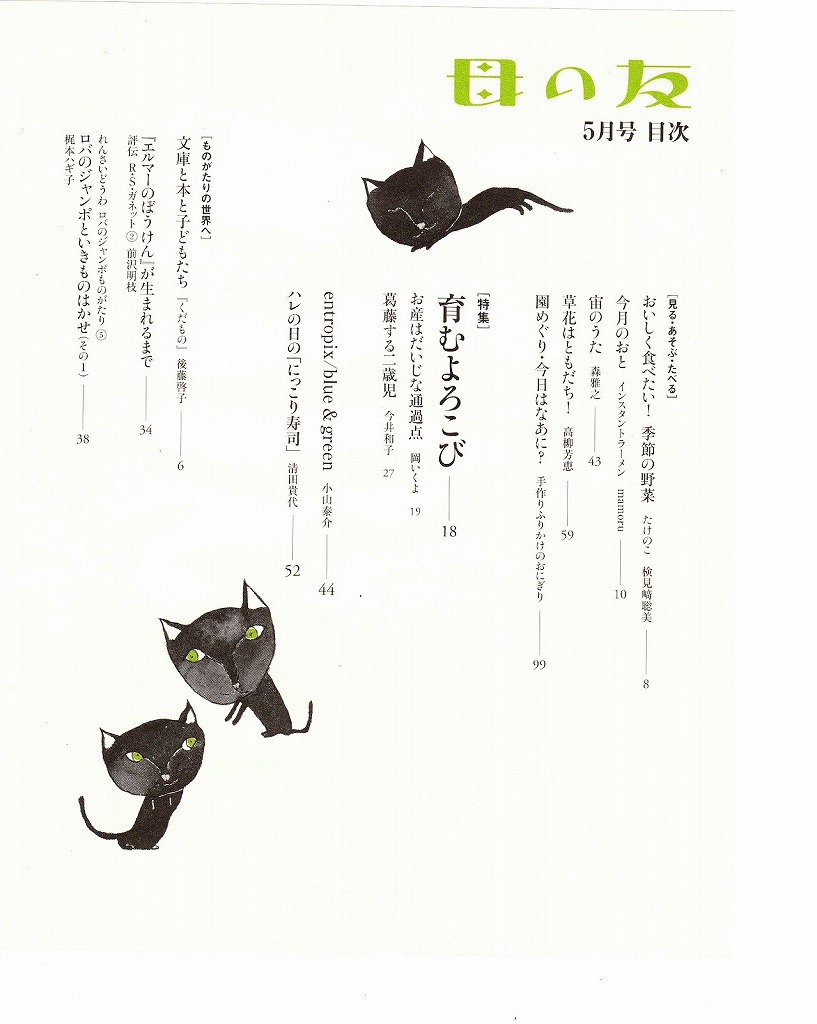 母の友
5月号 目次
[見る・あそぶ・たべる]
おいしく食べたい! 季節の野菜 たけのこ 検見﨑聡美 8
今月のおと インスタントラーメン mamoru 10
宙のうた 森雅之 43
草花はともだち! 高柳芳恵 59
園めぐり・今日はなあに? 手作りふりかけのおにぎり 99
[特集]
育むよろこび 18
お産はだいじな通過点 岡いくよ 19
葛藤する二歳児 今井和子 27
entropix/blue & green 小山泰介 44
ハレの日の「にっこり寿司」 清田貴代 52
[ものがたりの世界へ]
文庫と本と子どもたち 『くだもの』 後藤啓子 6
『エルマーのぼうけん』が生まれるまで 34
評伝 R・S・ガネット② 前沢明枝
れんさいどうわ ロバのジャンボものがたり⑤
ロバのジャンボといきものはかせ(その1) 38
梶本ハギ子